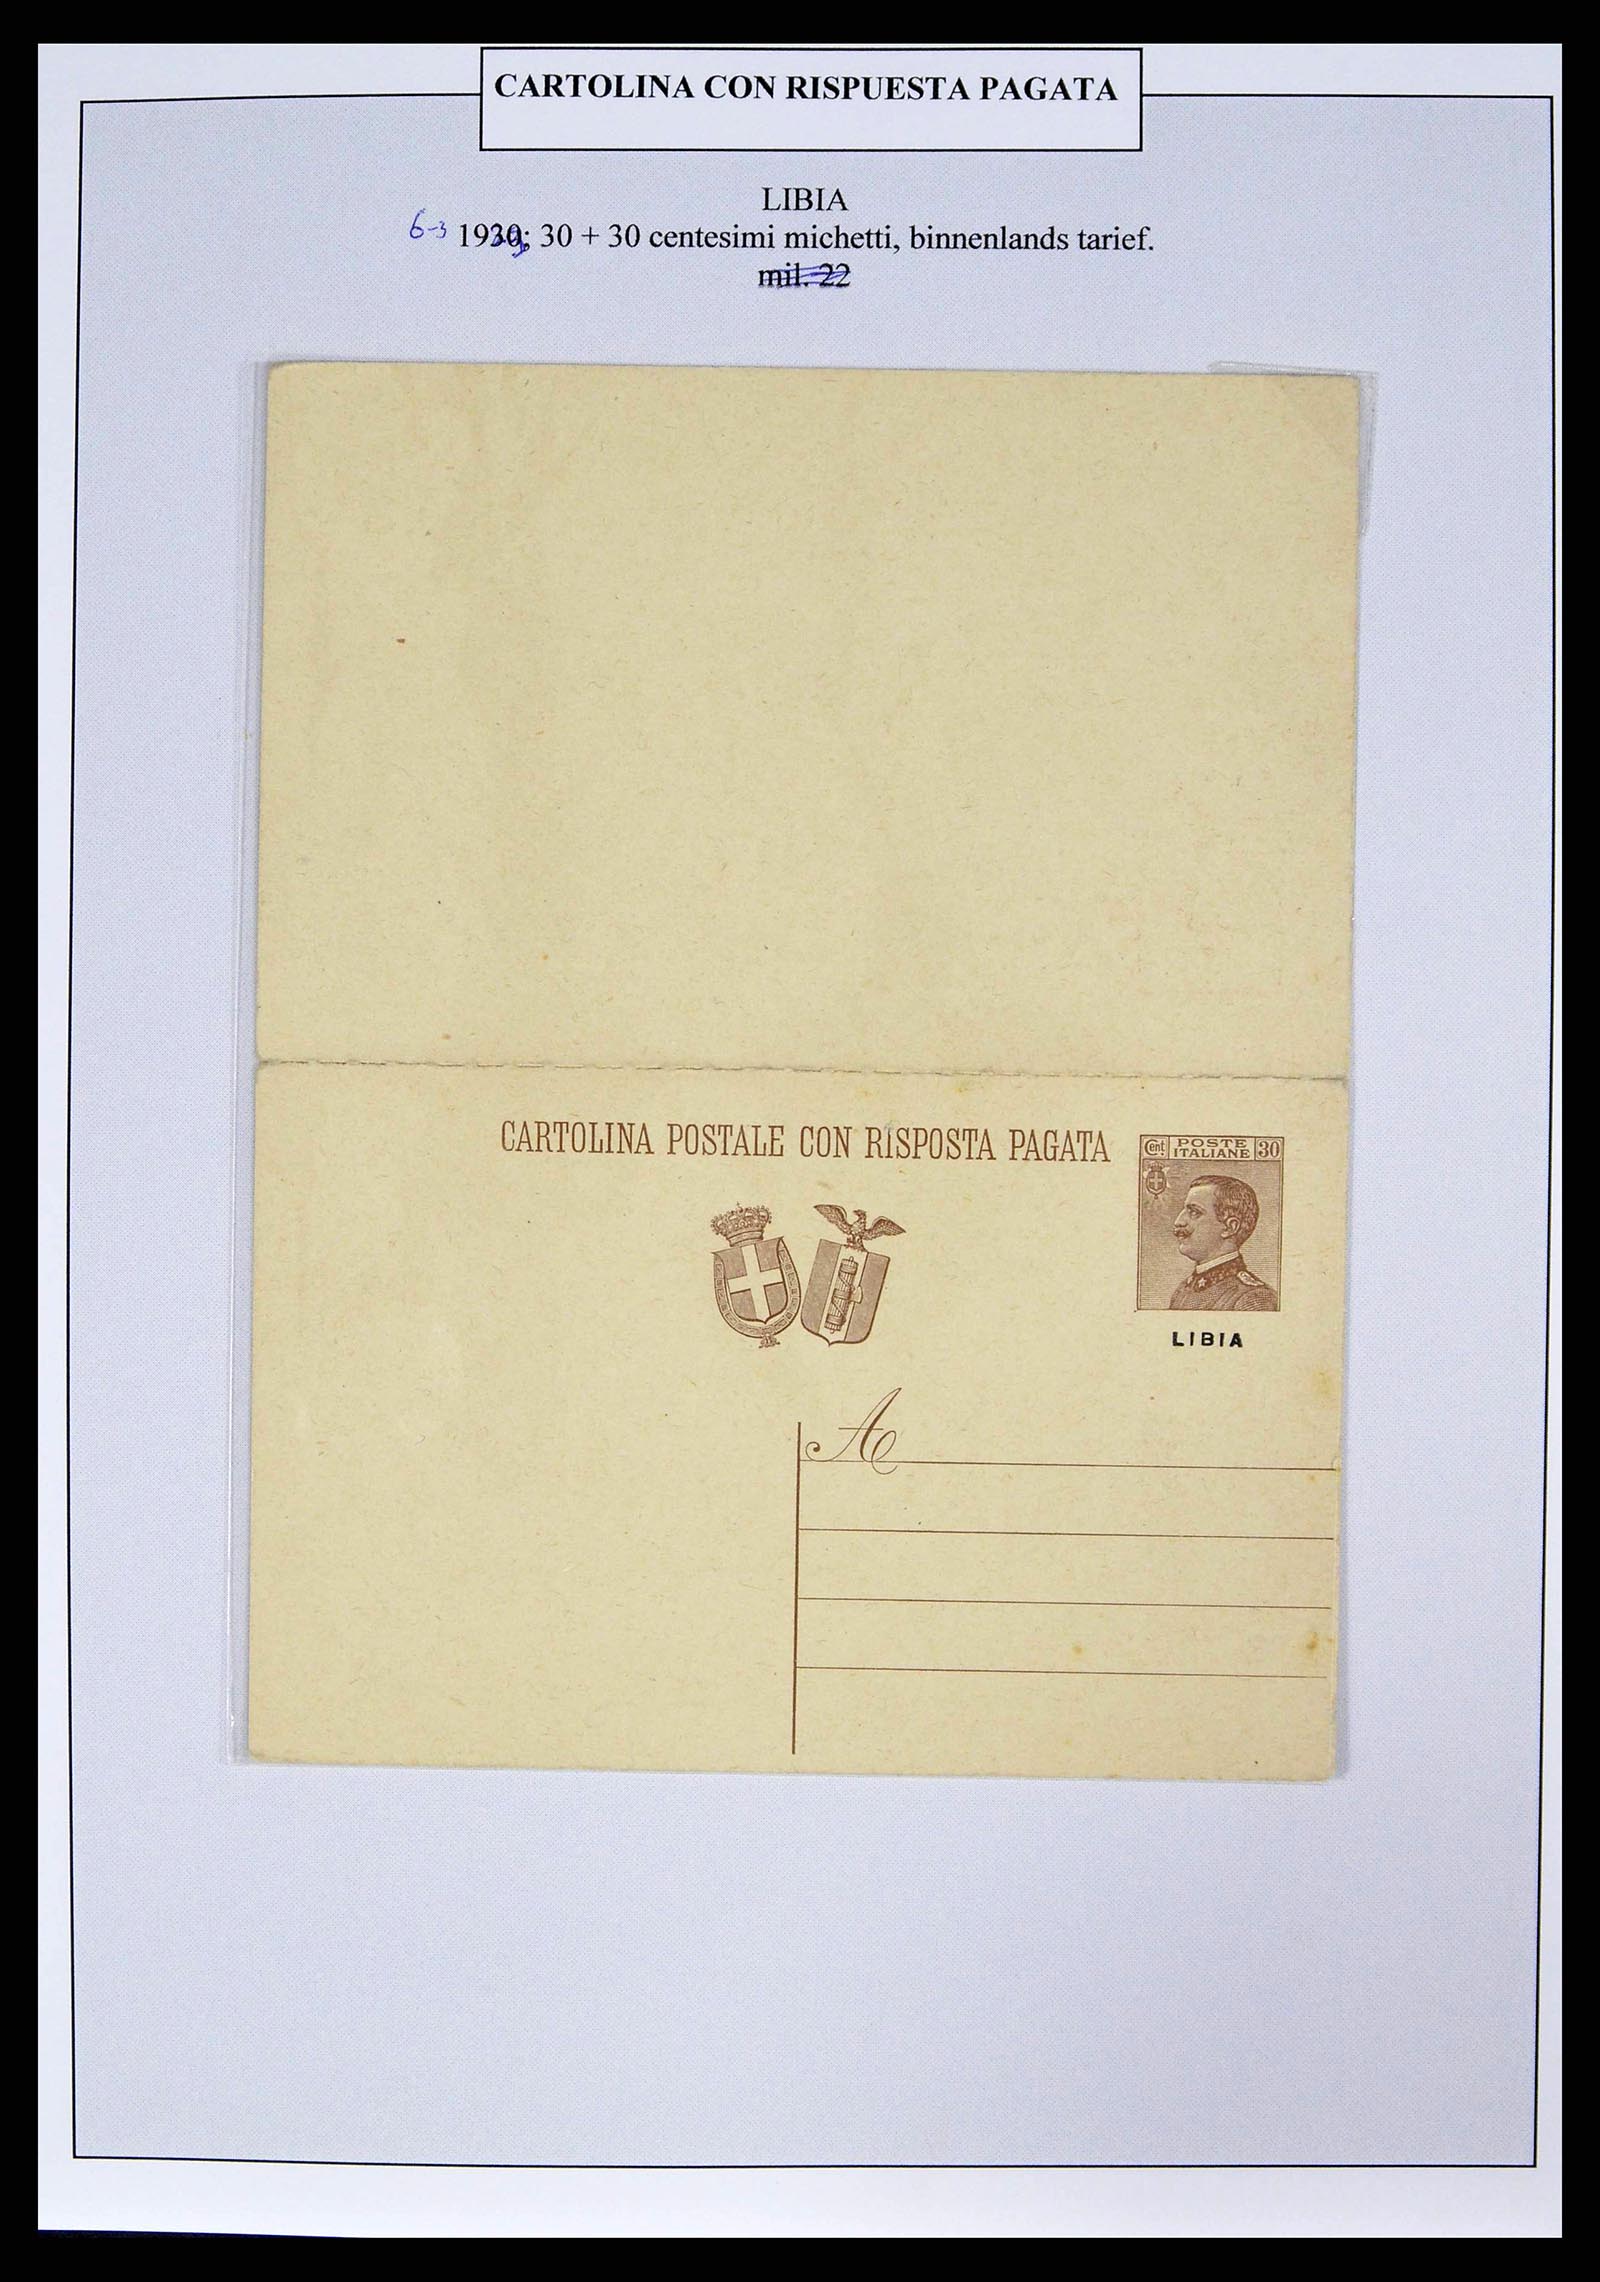 CARTOLINA CON RISPUESTA PAGATA
LIBIA
6-3 1930; 30 + 30 centesimi michetti, binnenlands tarief.
mil. 22
CARTOLINA POSTALE CON RISPOSTA PAGATA
Cent POSTE ITALIANE 30
LIBIA
A